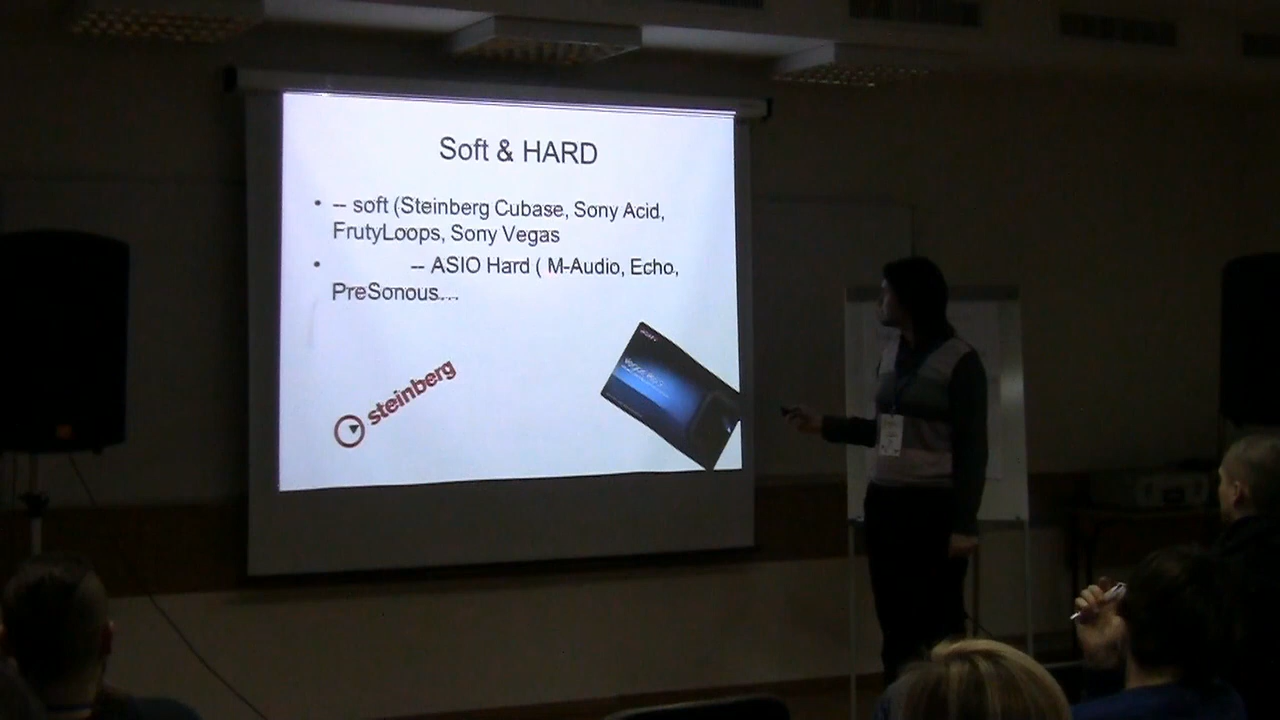 Soft & HARD
• -- soft (Steinberg Cubase, Sony Acid,
FrutyLoops, Sony Vegas
• -- ASIO Hard ( M-Audio, Echo,
PreSonous...
steinberg